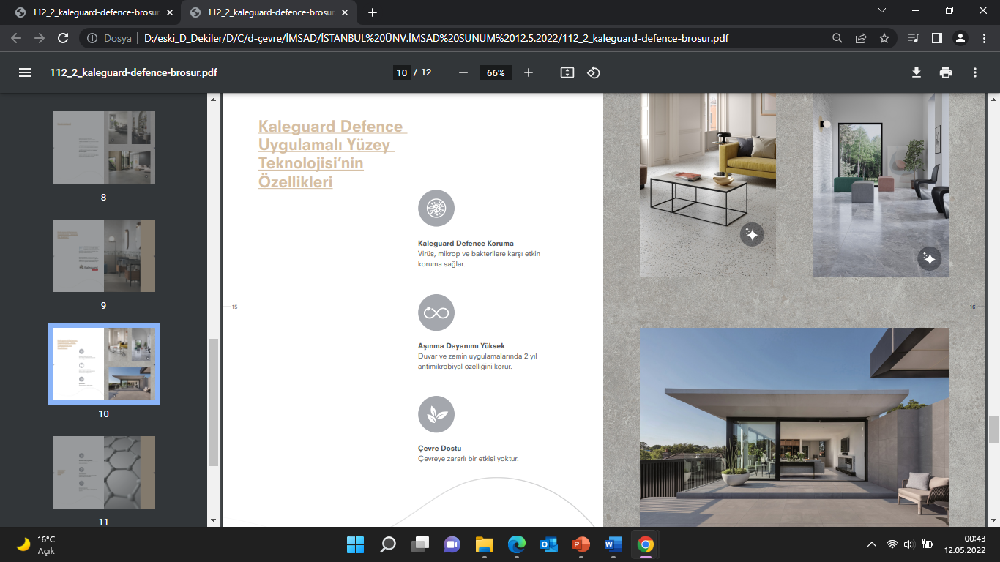 112_2_kaleguard-defence-brosur
112_2_kaleguard-defence-brosur
Dosya
D:/eski_D_Dekiler/D/C/d-çevre/İMSAD/İSTANBUL%20ÜNV.İMSAD%20SUNUM%2012.5.2022/112_2_kaleguard-defence-brosur.pdf
112_2_kaleguard-defence-brosur.pdf
10 / 12
66%
8
9
10
11
Kaleguard Defence
Uygulamalı Yüzey
Teknolojisi’nin
Özellikleri
Kaleguard Defence Koruma
Virüs, mikrop ve bakterilere karşı etkin
koruma sağlar.
15
16
Aşınma Dayanımı Yüksek
Duvar ve zemin uygulamalarında 2 yıl
antimikrobiyal özelliğini korur.
Çevre Dostu
Çevreye zararlı bir etkisi yoktur.
16°C
Açık
00:43
12.05.2022